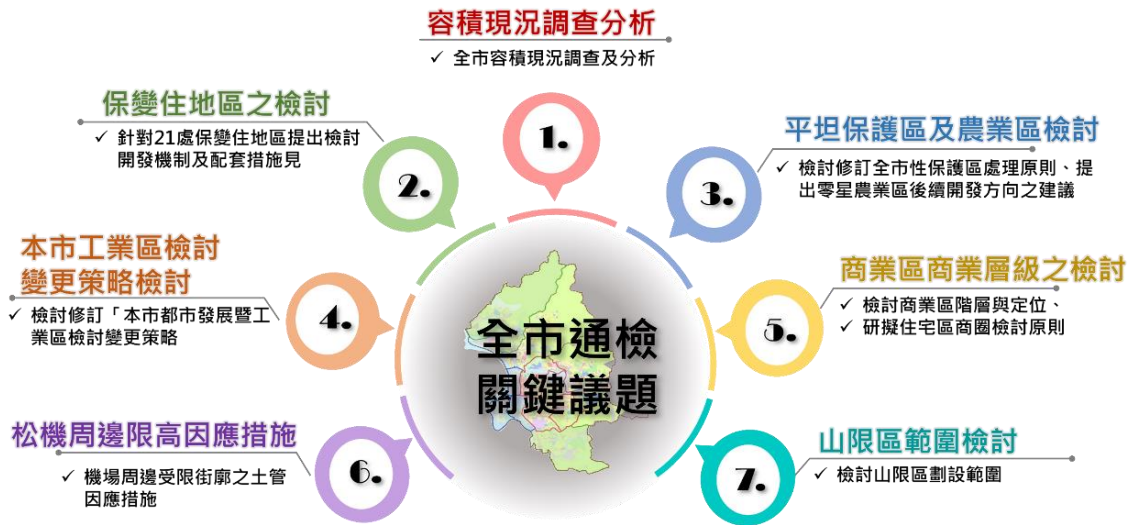 容積現況調查分析
✓ 全市容積現況調查及分析
1.
保變住地區之檢討
✓ 針對21處保變住地區提出檢討
開發機制及配套措施見
2.
平坦保護區及農業區檢討
✓ 檢討修訂全市性保護區處理原則、提
出零星農業區後續開發方向之建議
3.
本市工業區檢討
變更策略檢討
✓ 檢討修訂「本市都市發展暨工
業區檢討變更策略
4.
商業區商業層級之檢討
✓ 檢討商業區階層與定位、
✓ 研擬住宅區商圈檢討原則
5.
全市通檢
關鍵議題
松機周邊限高因應措施
✓ 機場周邊受限街廓之土管
因應措施
6.
山限區範圍檢討
✓ 檢討山限區劃設範圍
7.